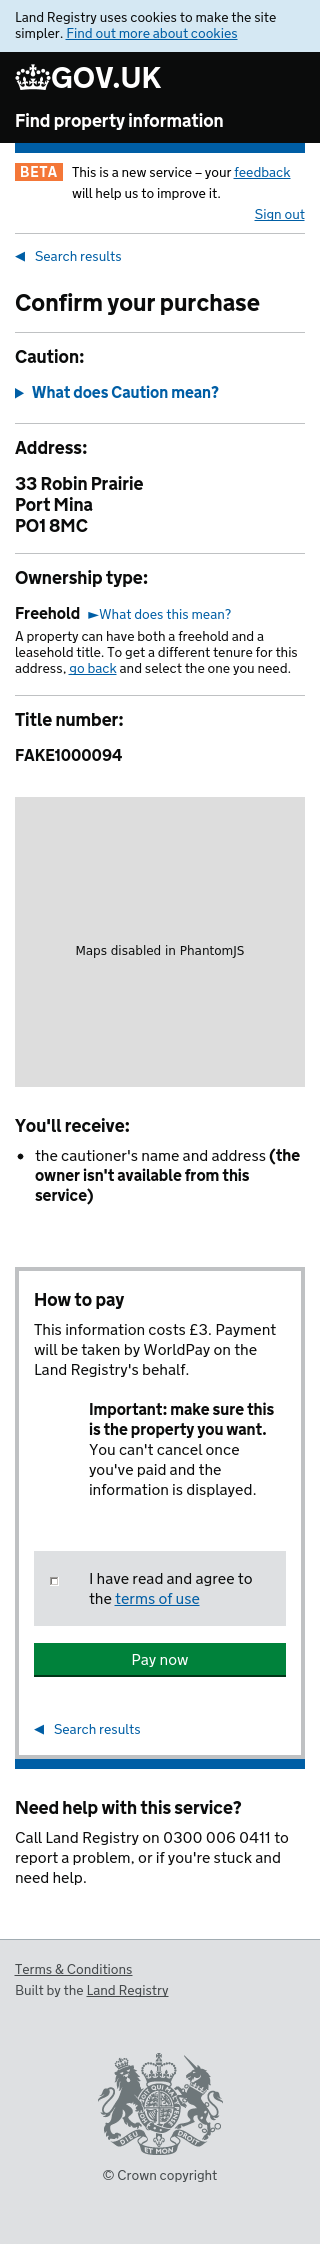 Land Registry uses cookies to make the site
simpler. Find out more about cookies
GOV.UK
Find property information
BETA This is a new service – your feedback
will help us to improve it.
Sign out
Search results
Confirm your purchase
Caution:
What does Caution mean?
Address:
33 Robin Prairie
Port Mina
PO1 8MC
Ownership type:
Freehold ►What does this mean?
A property can have both a freehold and a
leasehold title. To get a different tenure for this
address, go back and select the one you need.
Title number:
FAKE1000094
Maps disabled in PhantomJS
You'll receive:
• the cautioner's name and address (the
owner isn't available from this
service)
How to pay
This information costs £3. Payment
will be taken by WorldPay on the
Land Registry's behalf.
Important: make sure this
is the property you want.
You can't cancel once
you've paid and the
information is displayed.
I have read and agree to
the terms of use
Pay now
Search results
Need help with this service?
Call Land Registry on 0300 006 0411 to
report a problem, or if you're stuck and
need help.
Terms & Conditions
Built by the Land Registry
DIEU ET MON DROIT
© Crown copyright